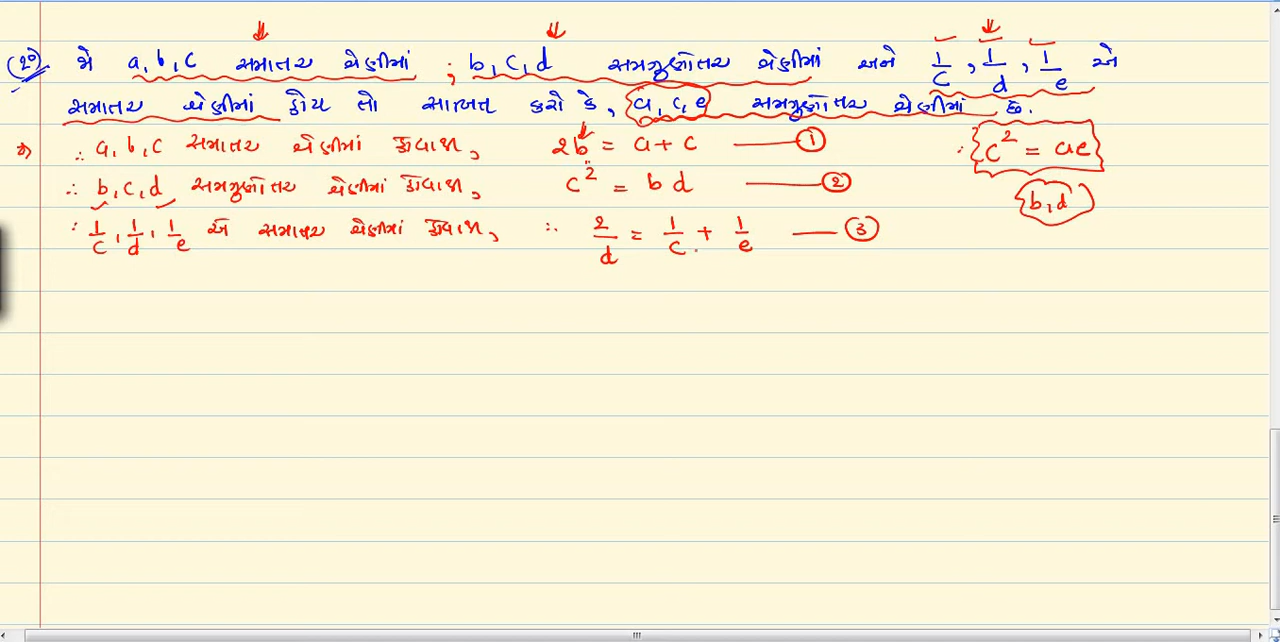 (૨૦) જો a, b, c સમાંતર શ્રેણીમાં ; b, c, d સમગુણોત્તર શ્રેણીમાં અને 1/c , 1/d , 1/e એ
સમાંતર શ્રેણીમાં હોય તો સાબિત કરો કે, a, c, e સમગુણોત્તર શ્રેણીમાં છે.
∴ a, b, c સમાંતર શ્રેણીમાં હોવાથી, 2b = a + c —— ① ∴ c² = ae
∴ b, c, d સમગુણોત્તર શ્રેણીમાં હોવાથી, c² = bd —— ② b, d
∵ 1/c , 1/d , 1/e એ સમાંતર શ્રેણીમાં હોવાથી, ∴ 2/d = 1/c + 1/e —— ③